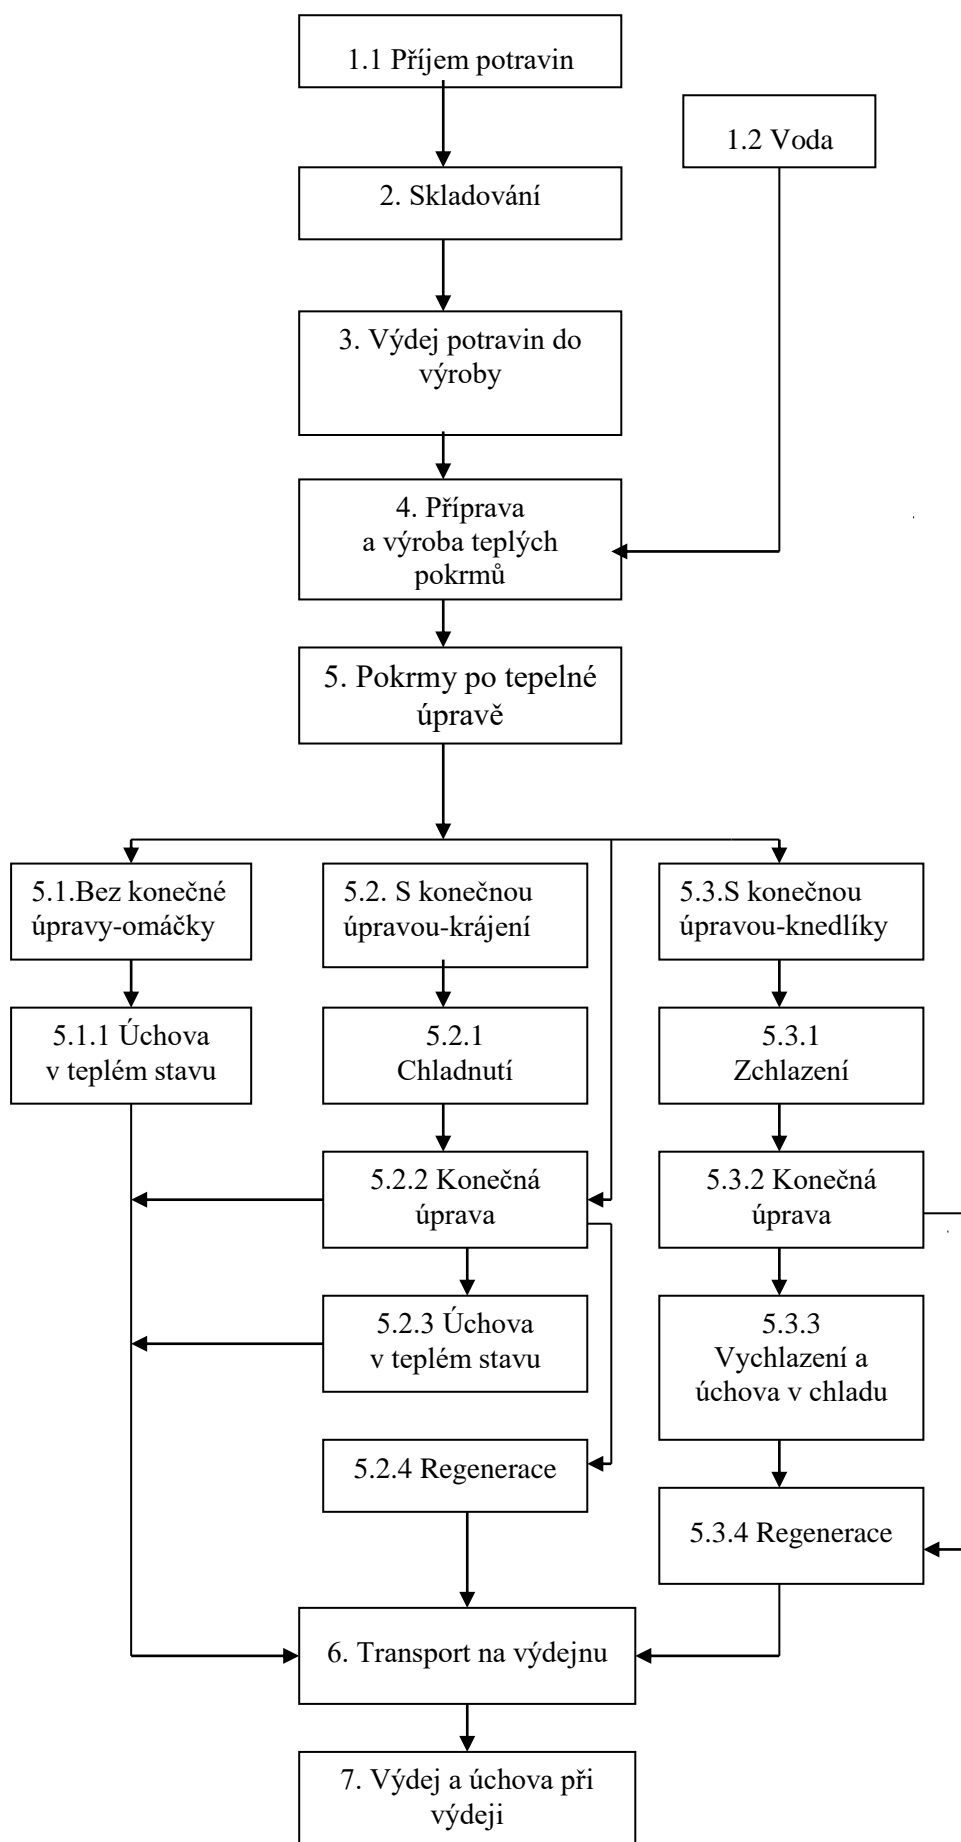 1.1 Příjem potravin
1.2 Voda
2. Skladování
3. Výdej potravin do
výroby
4. Příprava
a výroba teplých
pokrmů
5. Pokrmy po tepelné
úpravě
5.1.Bez konečné
úpravy-omáčky
5.2. S konečnou
úpravou-krájení
5.3.S konečnou
úpravou-knedlíky
5.1.1 Úchova
v teplém stavu
5.2.1
Chladnutí
5.3.1
Zchlazení
5.2.2 Konečná
úprava
5.3.2 Konečná
úprava
5.2.3 Úchova
v teplém stavu
5.3.3
Vychlazení a
úchova v chladu
5.2.4 Regenerace
5.3.4 Regenerace
6. Transport na výdejnu
7. Výdej a úchova při
výdeji